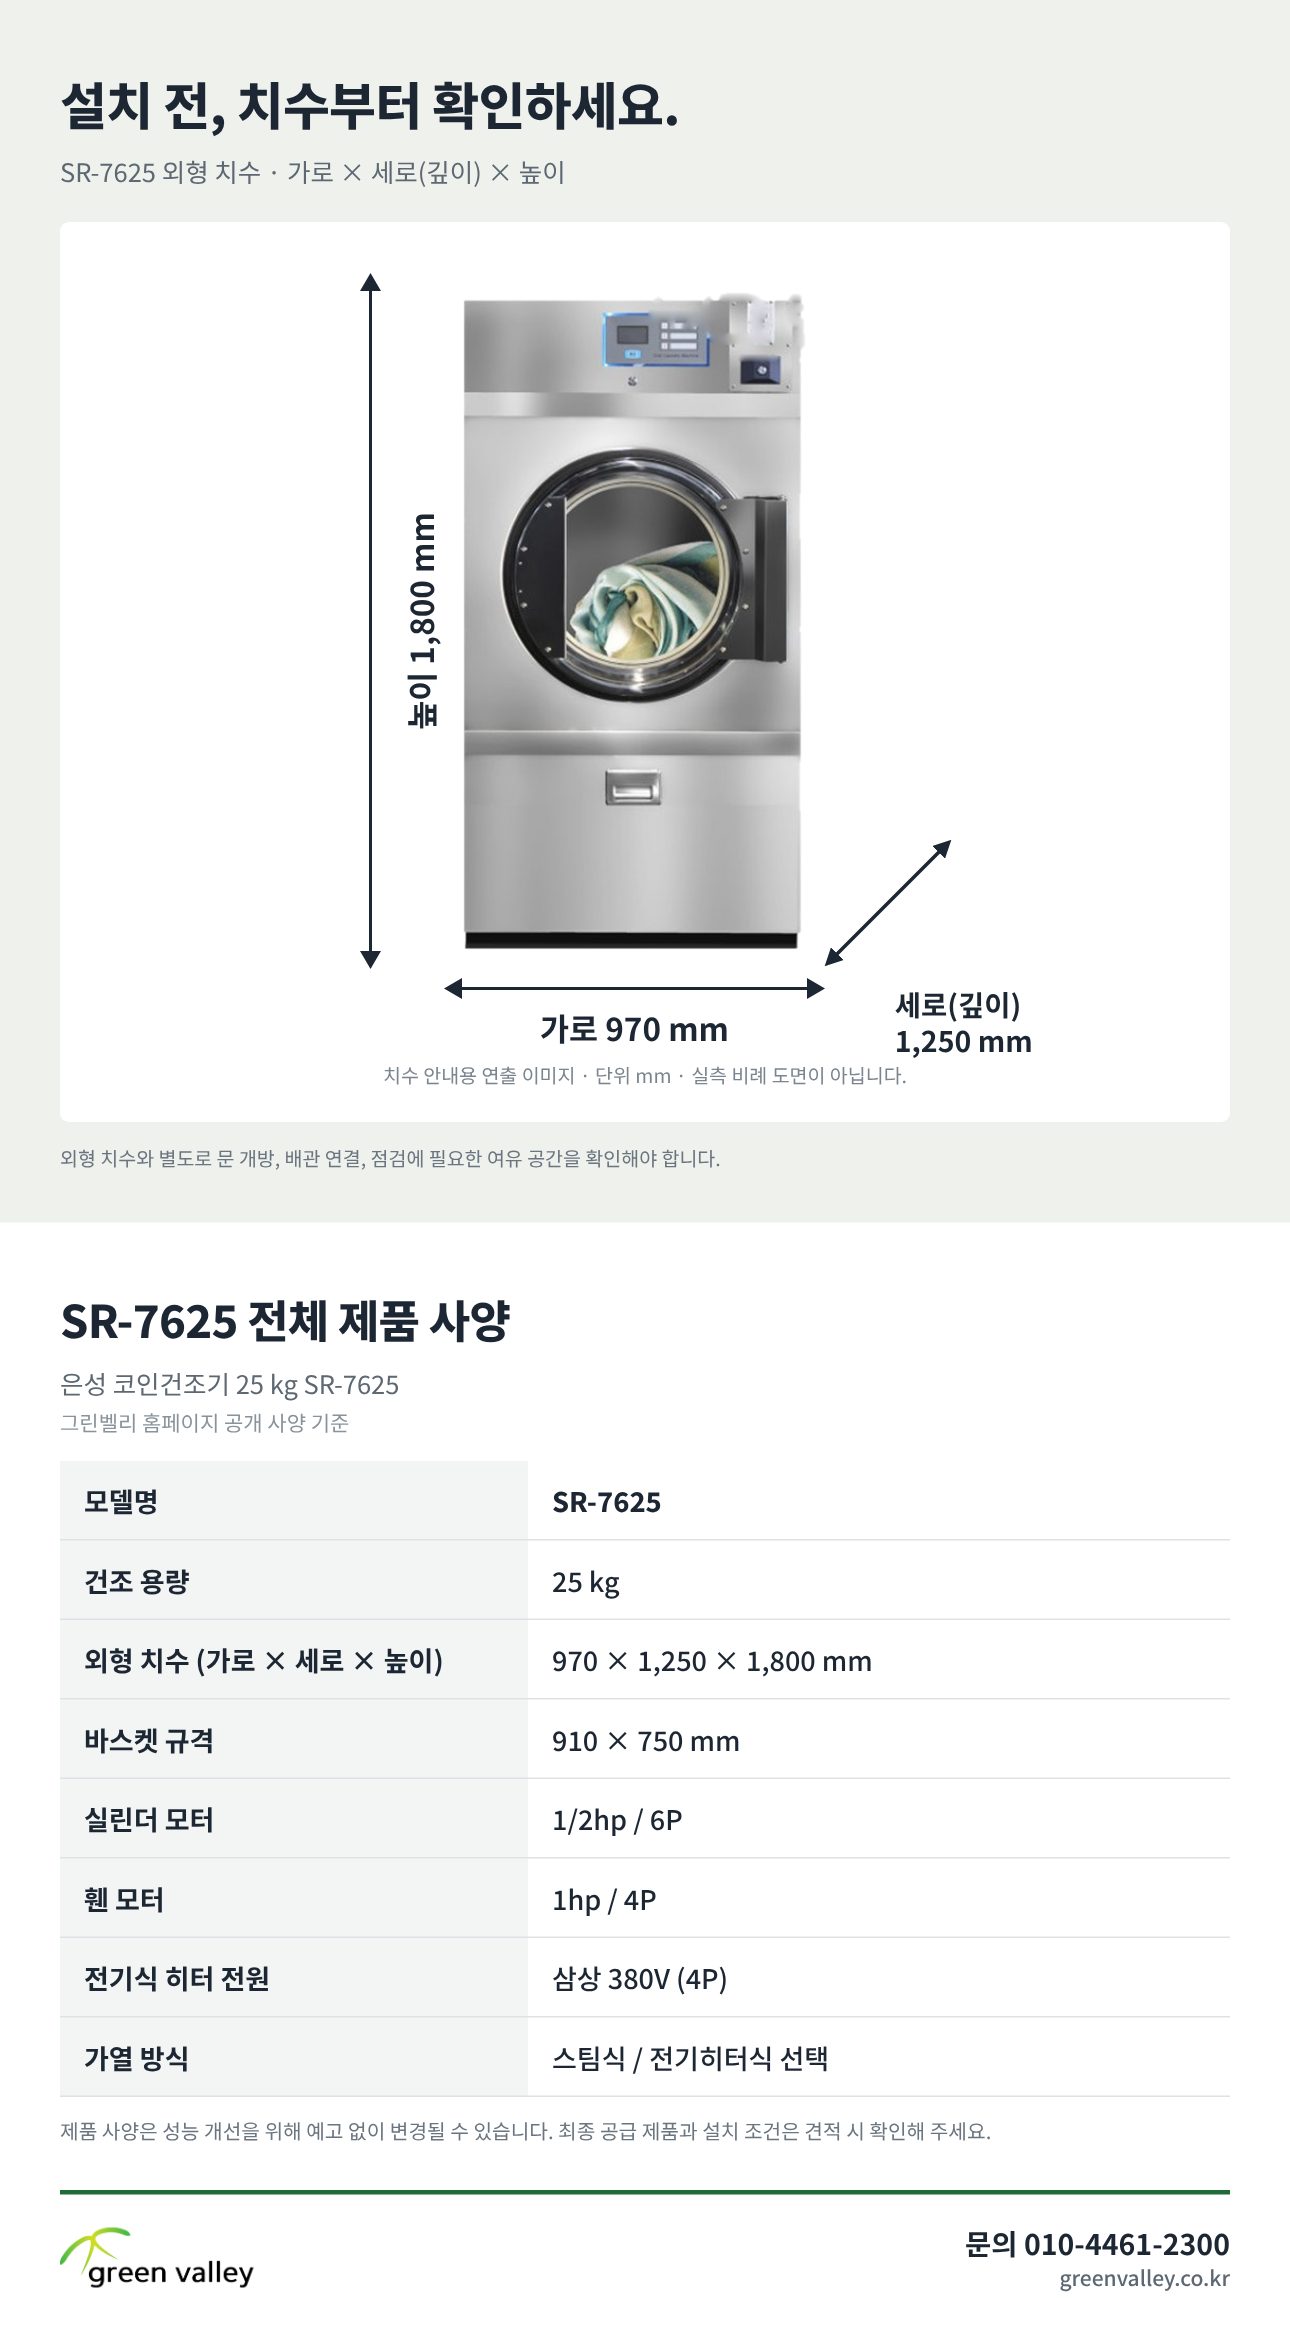 설치 전, 치수부터 확인하세요.
SR-7625 외형 치수 · 가로 × 세로(깊이) × 높이
높이 1,800 mm
가로 970 mm
세로(깊이)
1,250 mm
치수 안내용 연출 이미지 · 단위 mm · 실측 비례 도면이 아닙니다.
외형 치수와 별도로 문 개방, 배관 연결, 점검에 필요한 여유 공간을 확인해야 합니다.
SR-7625 전체 제품 사양
은성 코인건조기 25 kg SR-7625
그린벨리 홈페이지 공개 사양 기준
모델명 SR-7625
건조 용량 25 kg
외형 치수 (가로 × 세로 × 높이) 970 × 1,250 × 1,800 mm
바스켓 규격 910 × 750 mm
실린더 모터 1/2hp / 6P
휀 모터 1hp / 4P
전기식 히터 전원 삼상 380V (4P)
가열 방식 스팀식 / 전기히터식 선택
제품 사양은 성능 개선을 위해 예고 없이 변경될 수 있습니다. 최종 공급 제품과 설치 조건은 견적 시 확인해 주세요.
green valley
문의 010-4461-2300
greenvalley.co.kr